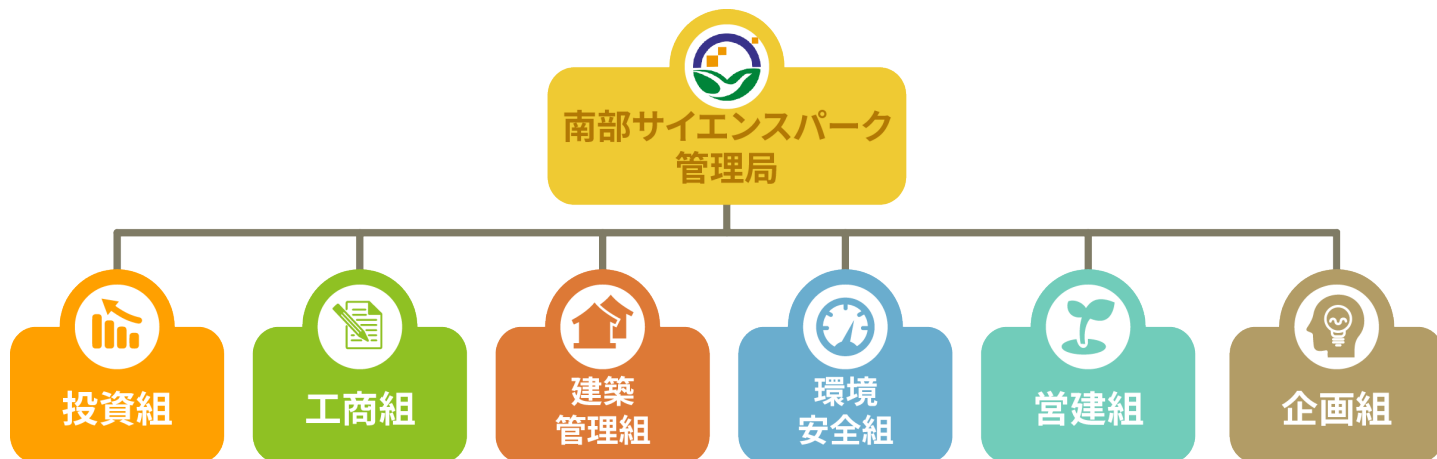 南部サイエンスパーク
管理局
投資組
工商組
建築
管理組
環境
安全組
営建組
企画組